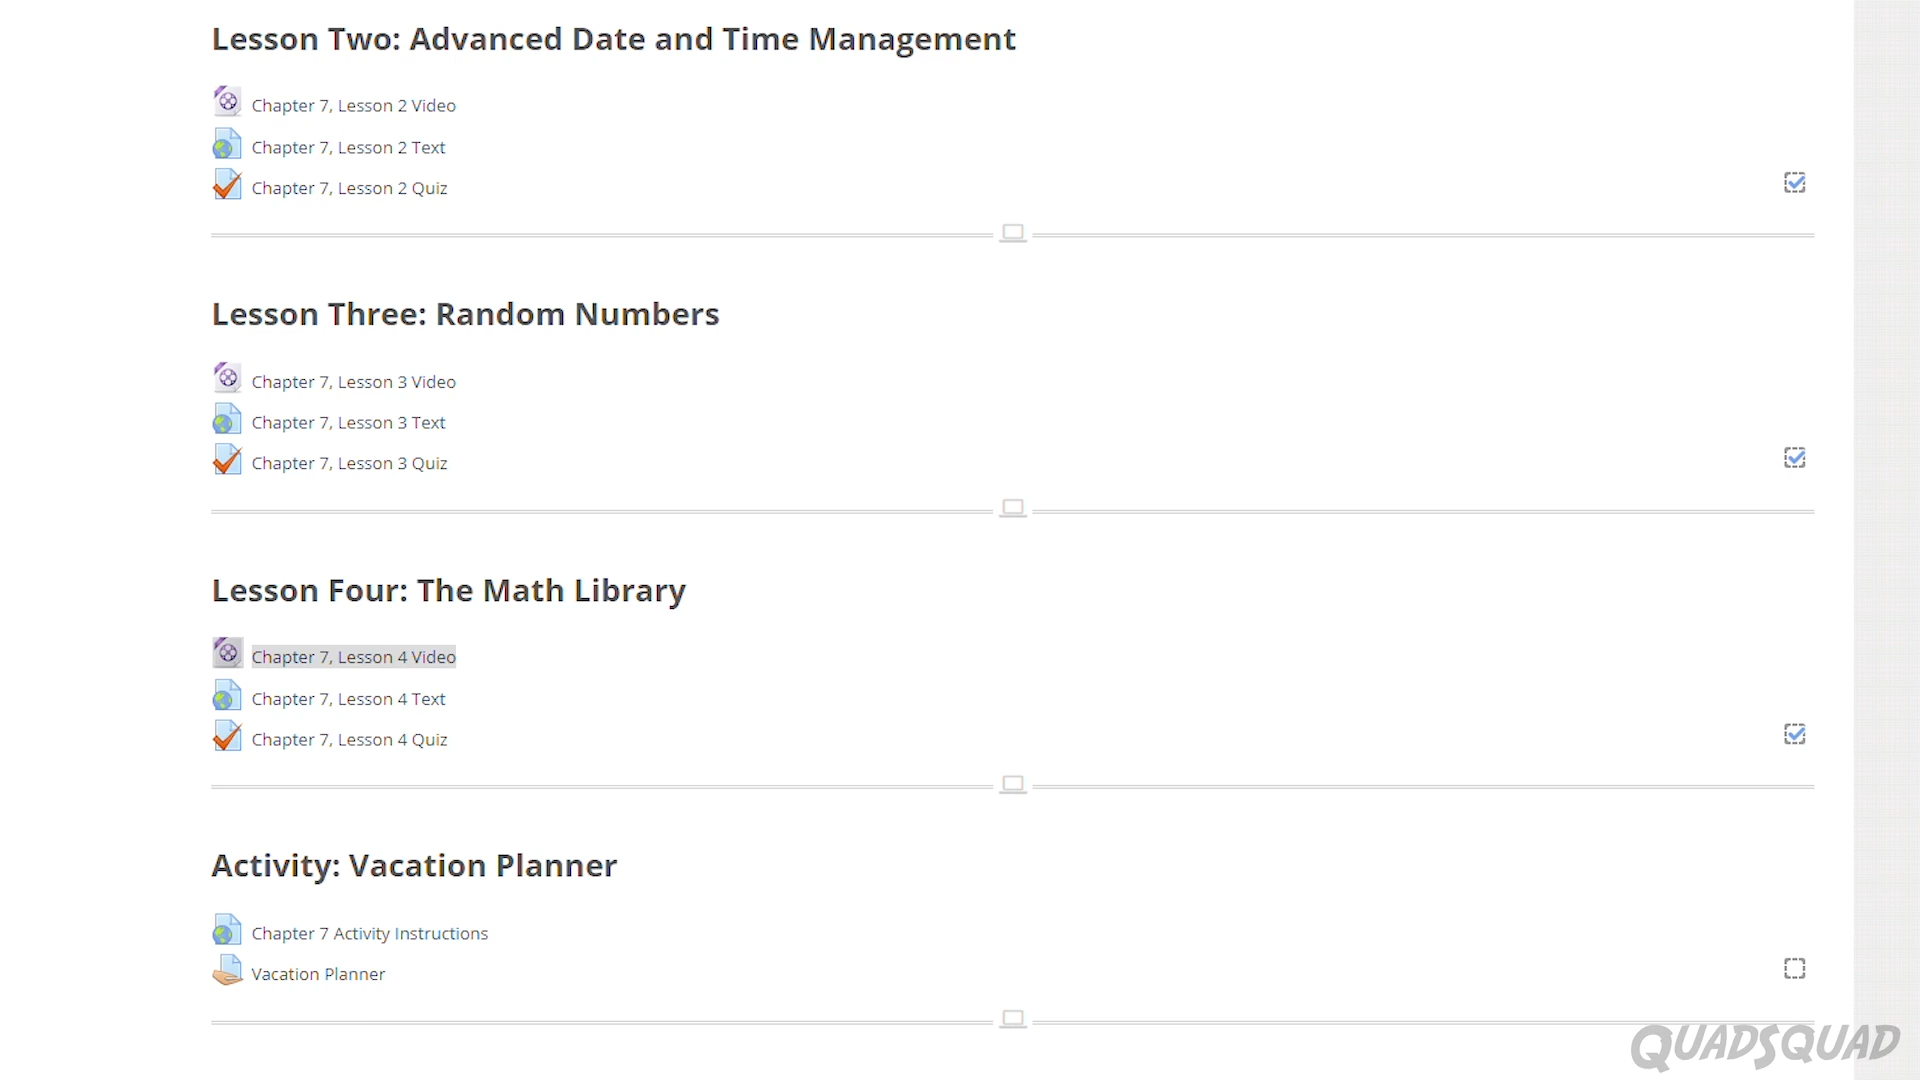 Lesson Two: Advanced Date and Time Management
Chapter 7, Lesson 2 Video
Chapter 7, Lesson 2 Text
Chapter 7, Lesson 2 Quiz
Lesson Three: Random Numbers
Chapter 7, Lesson 3 Video
Chapter 7, Lesson 3 Text
Chapter 7, Lesson 3 Quiz
Lesson Four: The Math Library
Chapter 7, Lesson 4 Video
Chapter 7, Lesson 4 Text
Chapter 7, Lesson 4 Quiz
Activity: Vacation Planner
Chapter 7 Activity Instructions
Vacation Planner
QUADSQUAD